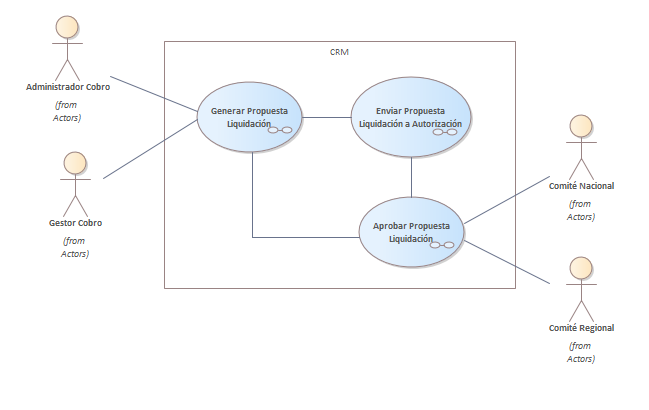 CRM
Administrador Cobro
(from
Actors)
Generar Propuesta
Liquidación
Enviar Propuesta
Liquidación a Autorización
Gestor Cobro
(from
Actors)
Aprobar Propuesta
Liquidación
Comité Nacional
(from
Actors)
Comité Regional
(from
Actors)